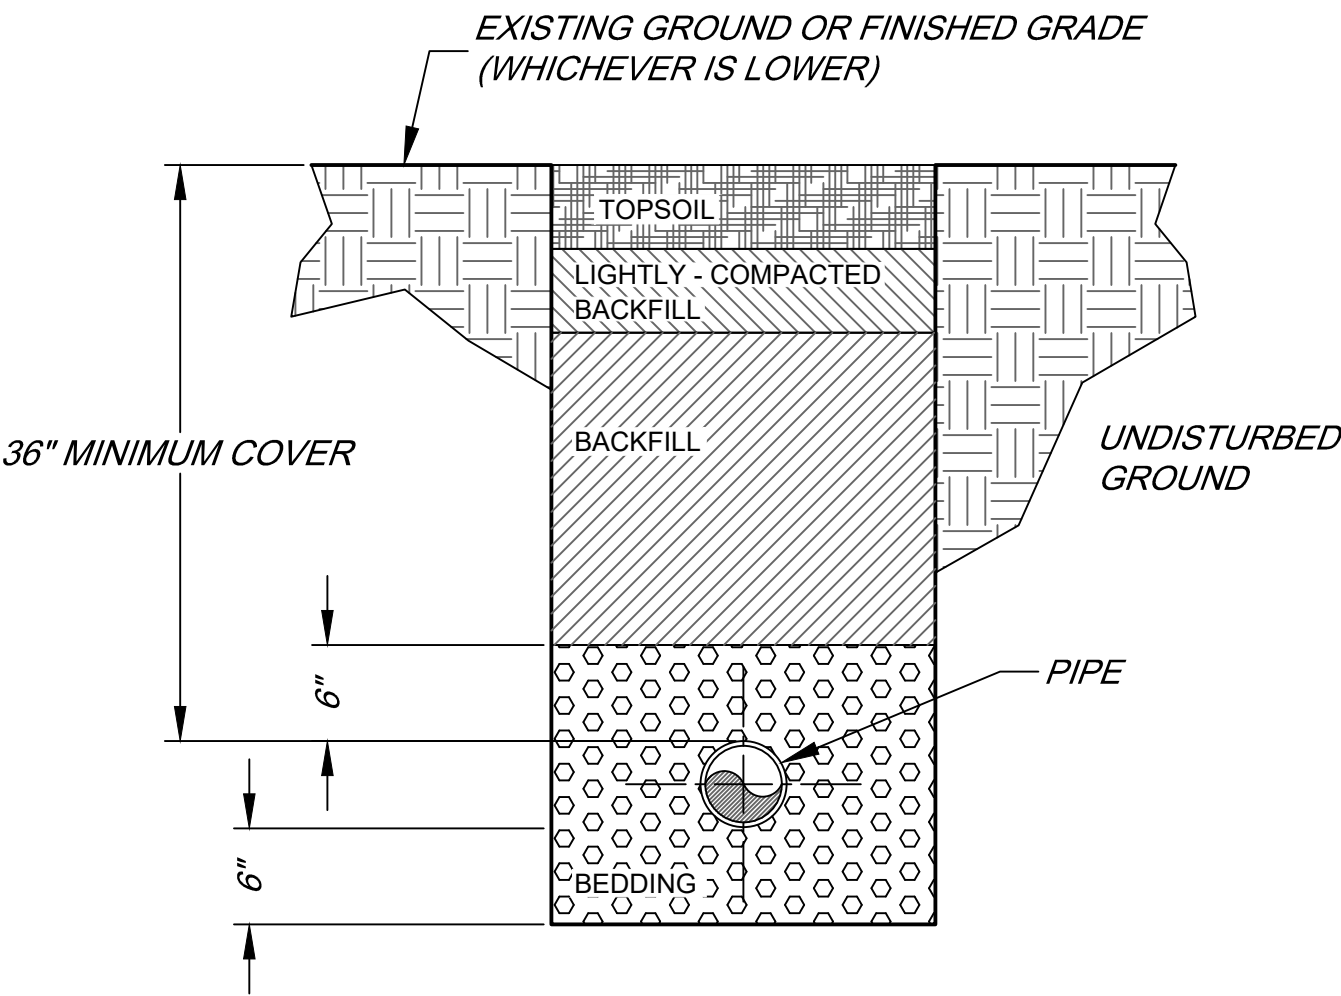 EXISTING GROUND OR FINISHED GRADE
(WHICHEVER IS LOWER)
TOPSOIL
LIGHTLY - COMPACTED
BACKFILL
36" MINIMUM COVER
BACKFILL
UNDISTURBED
GROUND
6"
PIPE
6"
BEDDING